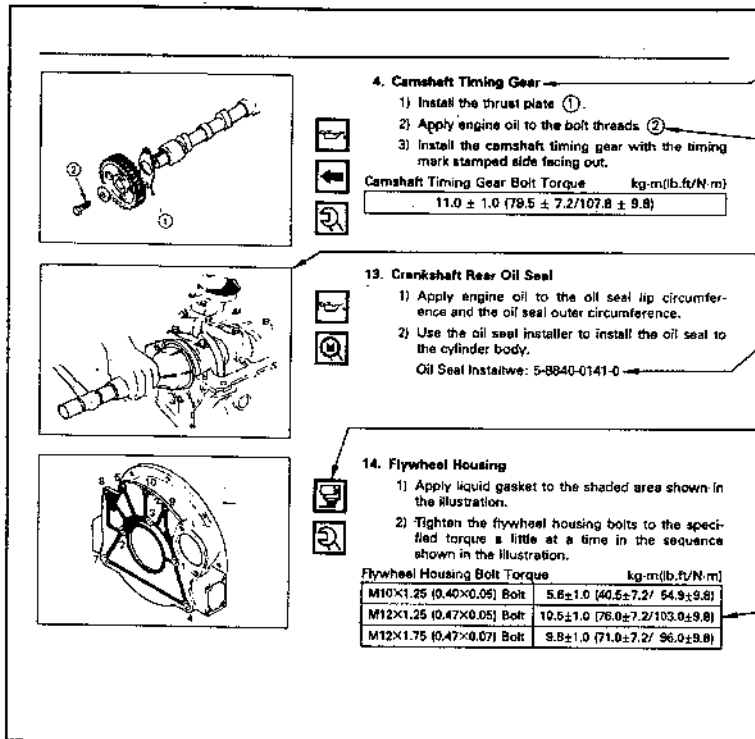 4. Camshaft Timing Gear
1) Install the thrust plate ①.
2) Apply engine oil to the bolt threads ②
3) Install the camshaft timing gear with the timing
mark stamped side facing out.
Camshaft Timing Gear Bolt Torque kg·m(lb.ft/N·m)
11.0 ± 1.0 (79.5 ± 7.2/107.8 ± 9.8)
②
①
13. Crankshaft Rear Oil Seal
1) Apply engine oil to the oil seal lip circumfer-
ence and the oil seal outer circumference.
2) Use the oil seal installer to install the oil seal to
the cylinder body.
Oil Seal Installwe: 5-8840-0141-0
M
14. Flywheel Housing
1) Apply liquid gasket to the shaded area shown in
the illustration.
2) Tighten the flywheel housing bolts to the speci-
fied torque a little at a time in the sequence
shown in the illustration.
Flywheel Housing Bolt Torque kg-m(lb.ft/N·m)
M10×1.25 (0.40×0.05) Bolt 5.6±1.0 (40.5±7.2/ 54.9±9.8)
M12×1.25 (0.47×0.05) Bolt 10.5±1.0 (76.0±7.2/103.0±9.8)
M12×1.75 (0.47×0.07) Bolt 9.8±1.0 (71.0±7.2/ 96.0±9.8)
8
10
4